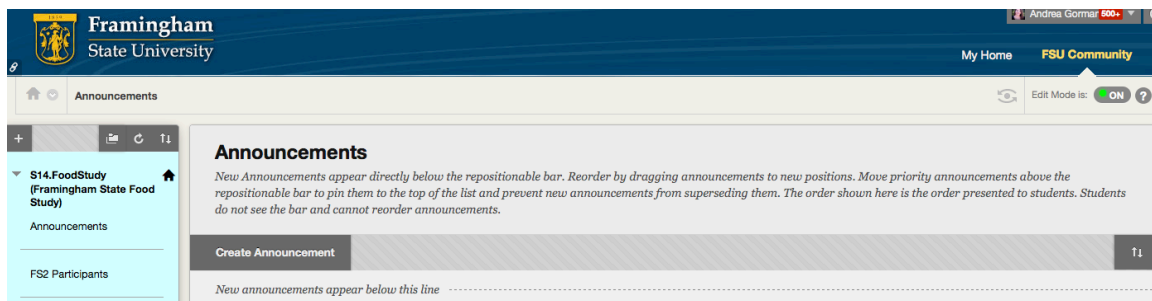 1839
Framingham
State University
Andrea Gormar 500+
My Home FSU Community
Announcements
Edit Mode is: ON ?
Announcements
New Announcements appear directly below the repositionable bar. Reorder by dragging announcements to new positions. Move priority announcements above the
repositionable bar to pin them to the top of the list and prevent new announcements from superseding them. The order shown here is the order presented to students. Students
do not see the bar and cannot reorder announcements.
S14.FoodStudy
(Framingham State Food
Study)
Announcements
FS2 Participants
Create Announcement
New announcements appear below this line